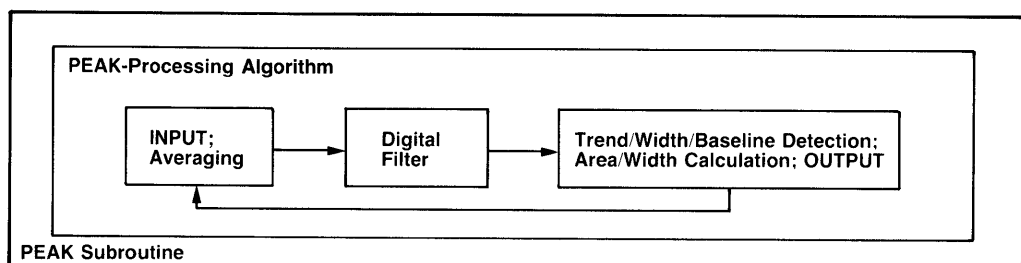 PEAK-Processing Algorithm
INPUT;
Averaging
Digital
Filter
Trend/Width/Baseline Detection;
Area/Width Calculation; OUTPUT
PEAK Subroutine